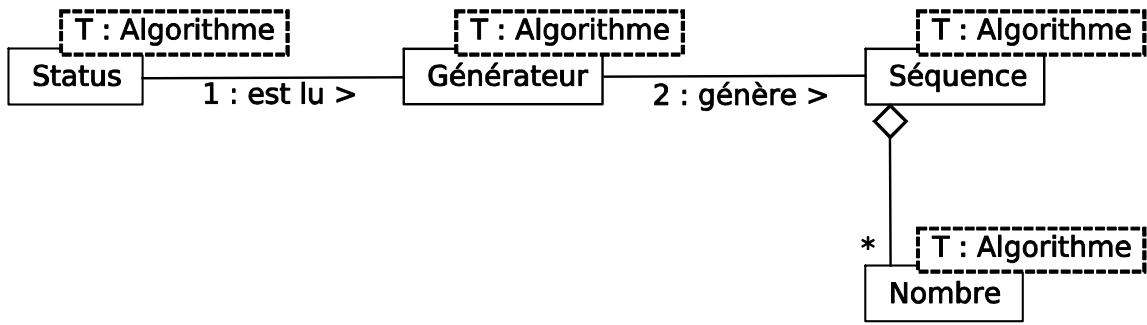 T : Algorithme
T : Algorithme
T : Algorithme
Status
Générateur
Séquence
1 : est lu >
2 : génère >
*
T : Algorithme
Nombre